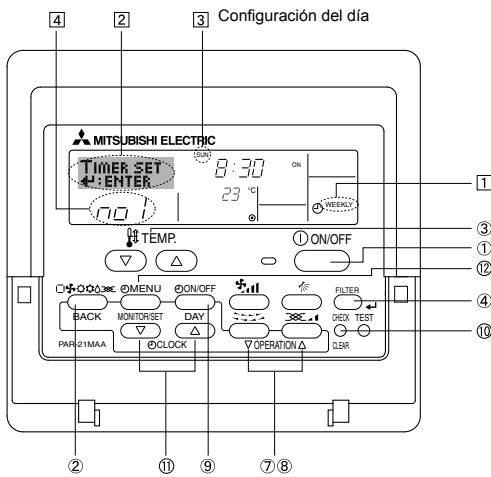 Configuración del día
4 2 3
MITSUBISHI ELECTRIC
TIMER SET
:ENTER
SUN
8:30
ON
23 °C
no 1
WEEKLY
1
TEMP.
ON/OFF
③
①
⑫
MENU
ON/OFF
FILTER
④
BACK
MONITOR/SET
DAY
CHECK TEST
⑩
PAR-21MAA
CLOCK
▽ OPERATION △
CLEAR
② ⑪ ⑨ ⑦⑧